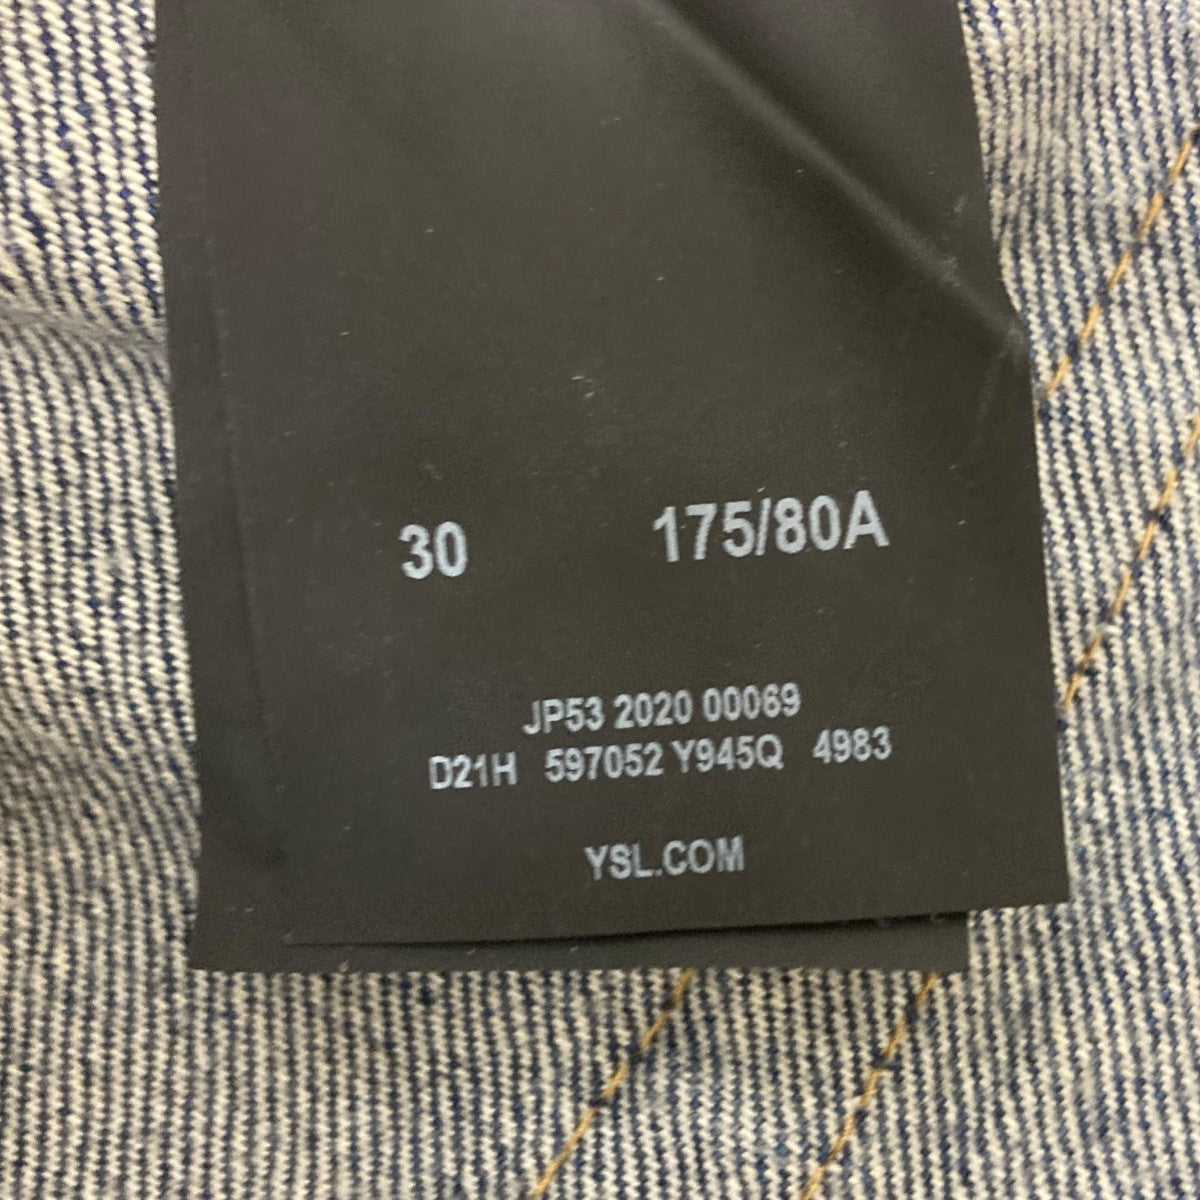 30 175/80A
JP53 2020 00069
D21H 597052 Y945Q 4983
YSL.COM